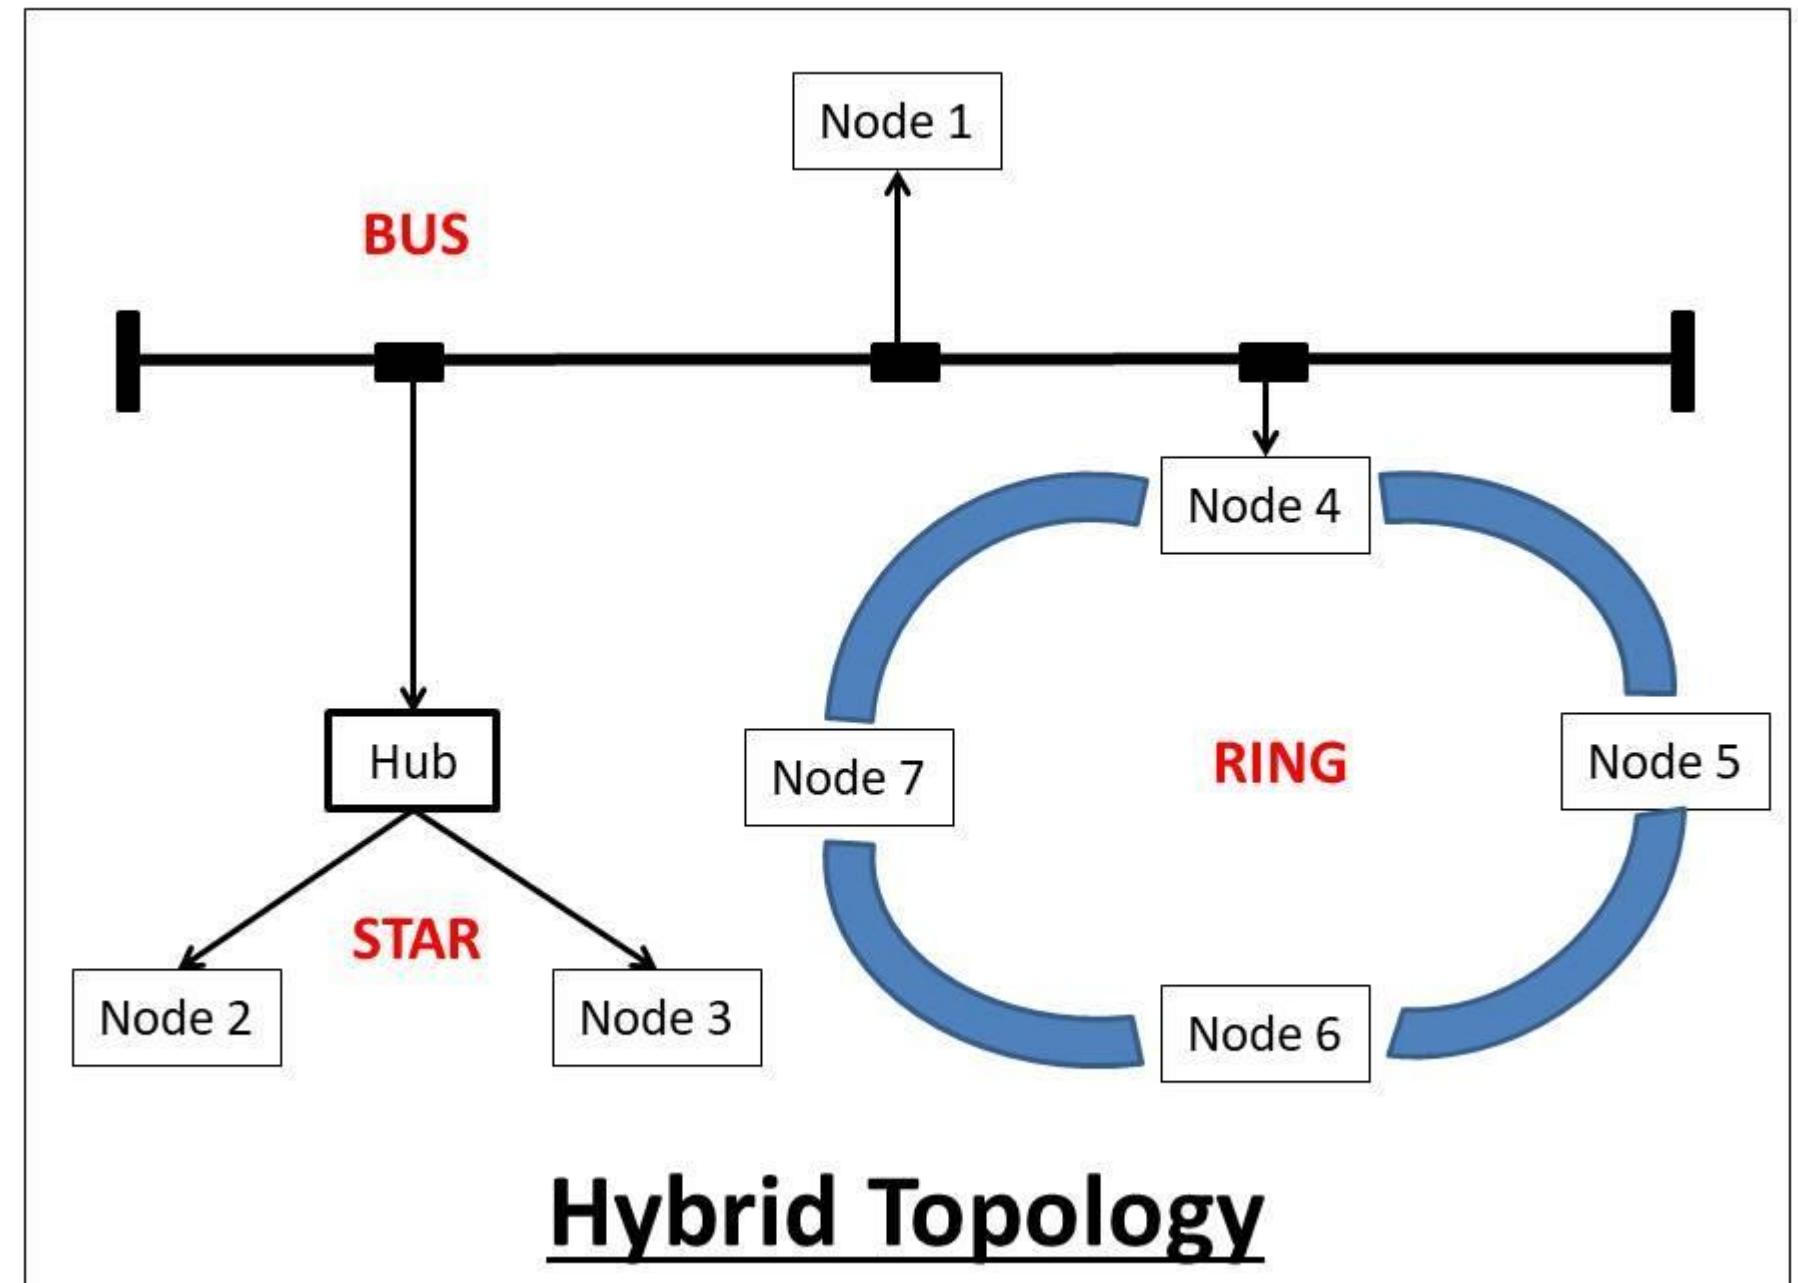 Node 1
BUS
Node 4
Hub
Node 7
RING
Node 5
STAR
Node 2
Node 3
Node 6
Hybrid Topology